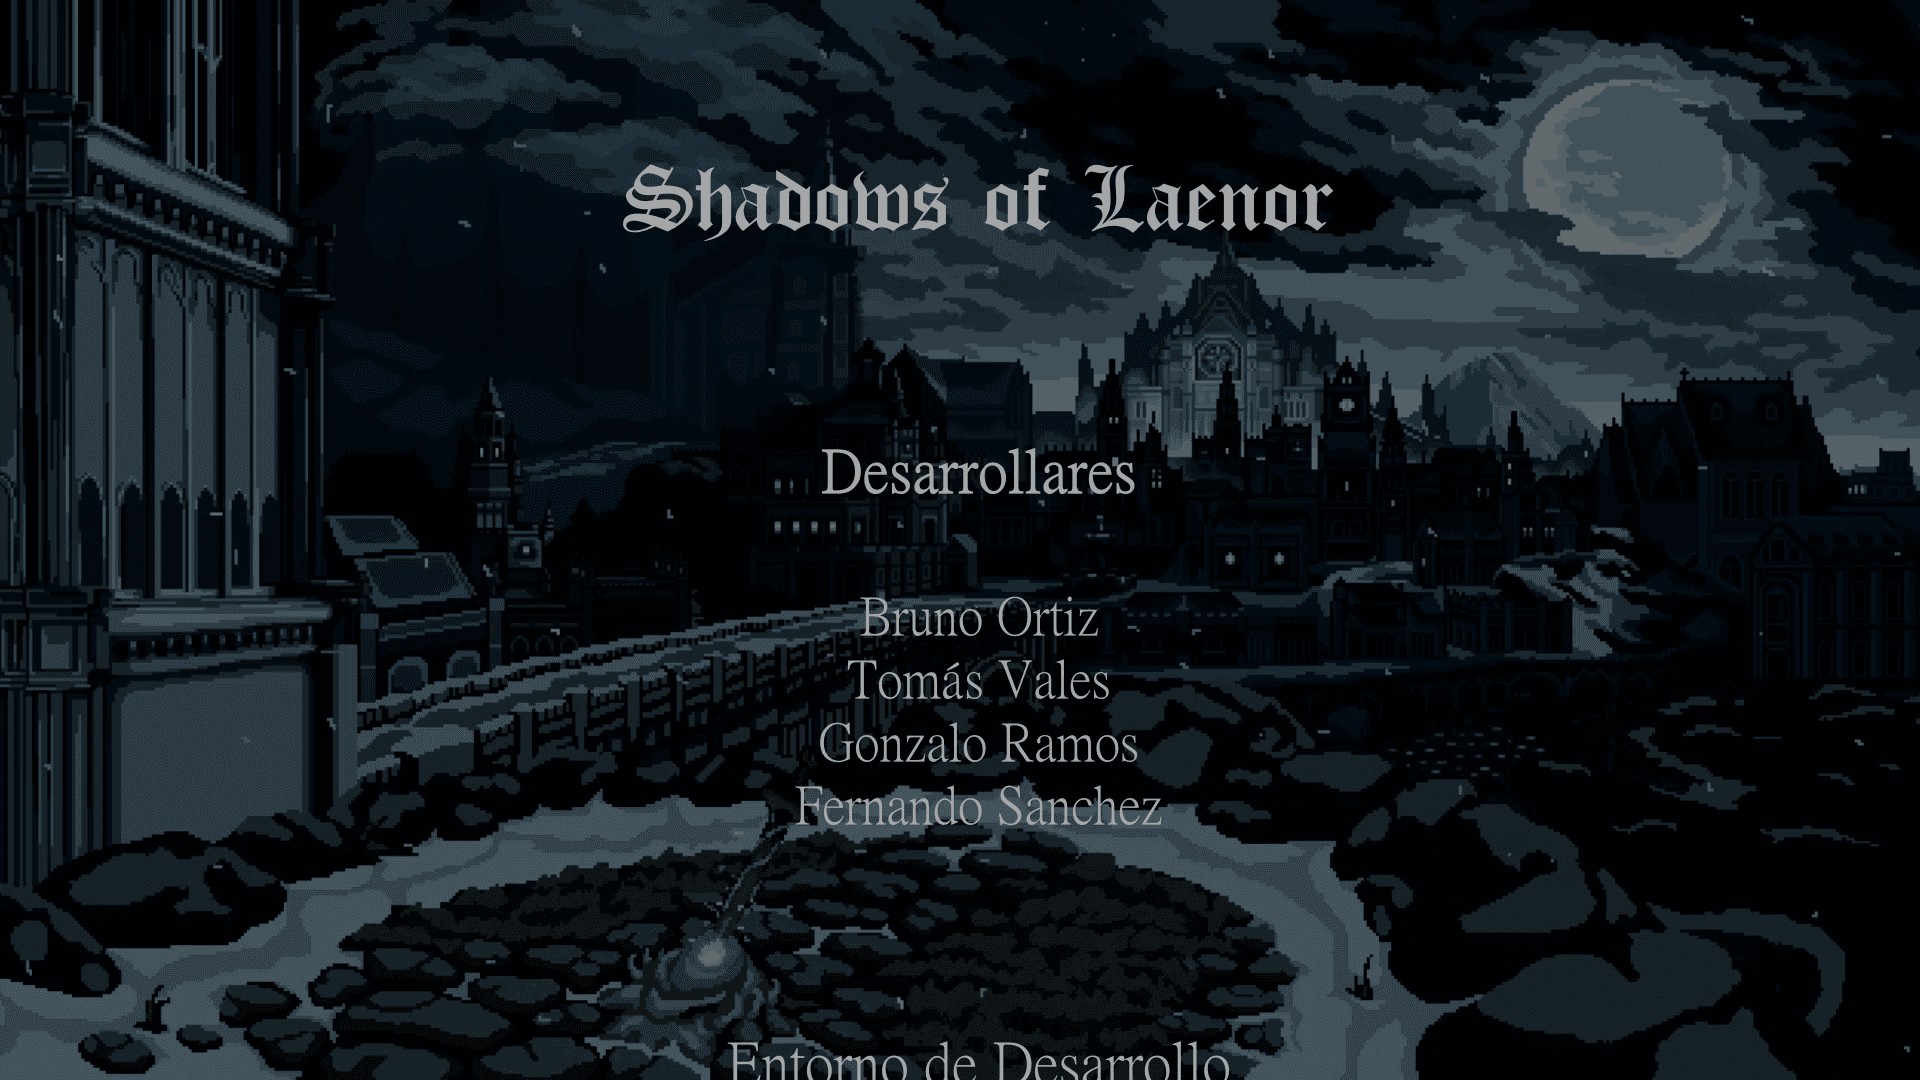 Shadows of Laenor
Desarrollares
Bruno Ortiz
Tomás Vales
Gonzalo Ramos
Fernando Sanchez
Entorno de Desarrollo